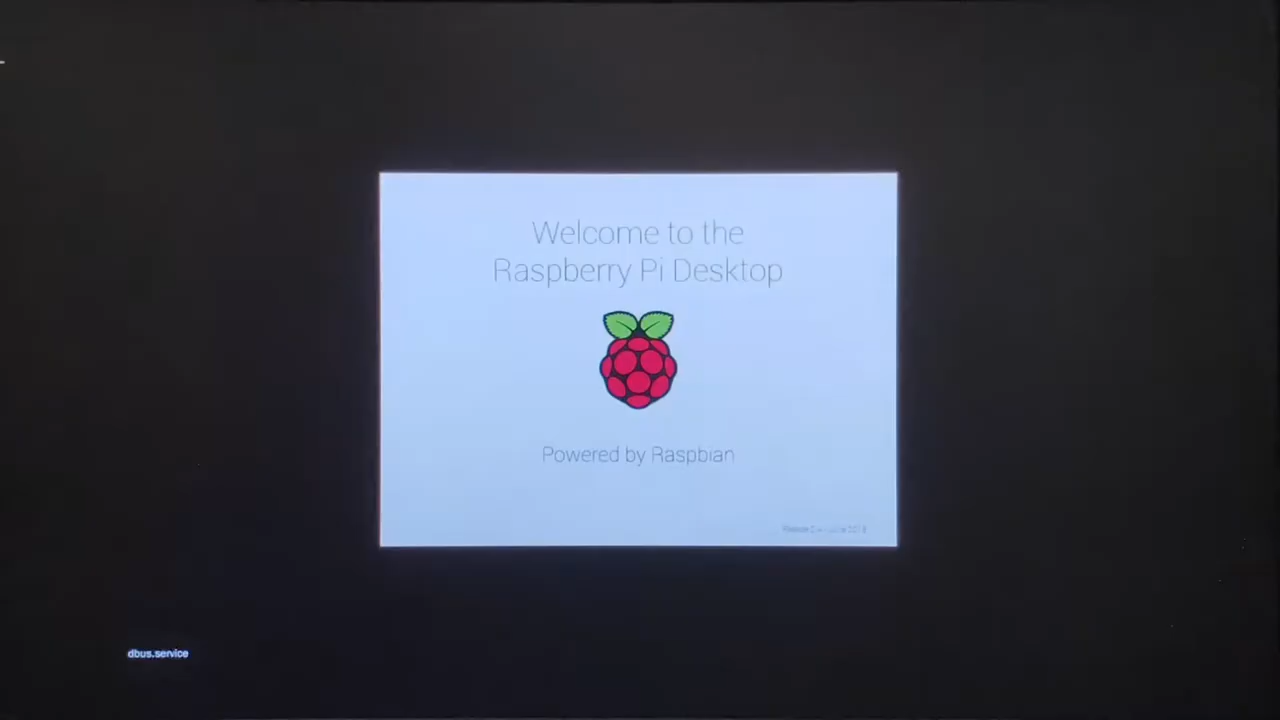 Welcome to the
Raspberry Pi Desktop
Powered by Raspbian
dbus.service